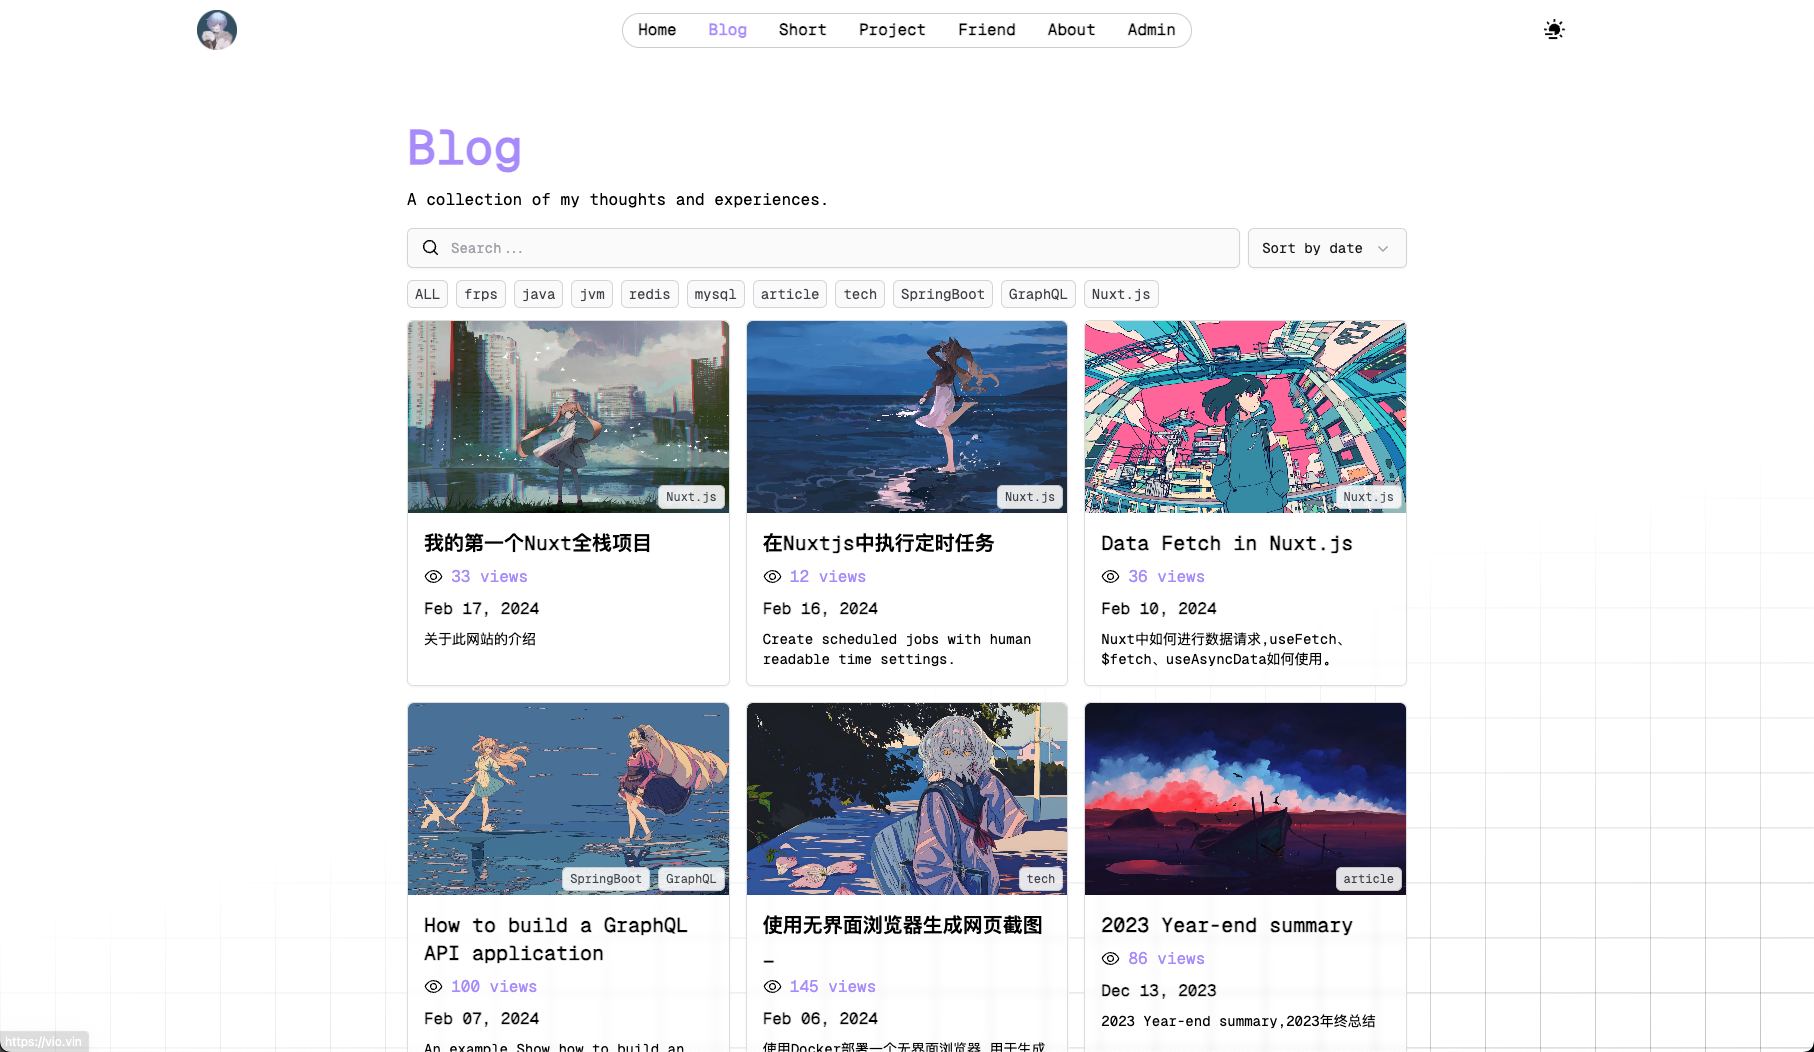 Home Blog Short Project Friend About Admin
Blog
A collection of my thoughts and experiences.
Search...
Sort by date
ALL frps java jvm redis mysql article tech SpringBoot GraphQL Nuxt.js
Nuxt.js
Nuxt.js
Nuxt.js
我的第一个Nuxt全栈项目
33 views
Feb 17, 2024
关于此网站的介绍
在Nuxtjs中执行定时任务
12 views
Feb 16, 2024
Create scheduled jobs with human
readable time settings.
Data Fetch in Nuxt.js
36 views
Feb 10, 2024
Nuxt中如何进行数据请求,useFetch、
$fetch、useAsyncData如何使用。
SpringBoot GraphQL
tech
article
How to build a GraphQL
API application
100 views
Feb 07, 2024
An example Show how to build an
使用无界面浏览器生成网页截图
_
145 views
Feb 06, 2024
使用Docker部署一个无界面浏览器,用于生成
2023 Year-end summary
86 views
Dec 13, 2023
2023 Year-end summary,2023年终总结
https://vio.vin